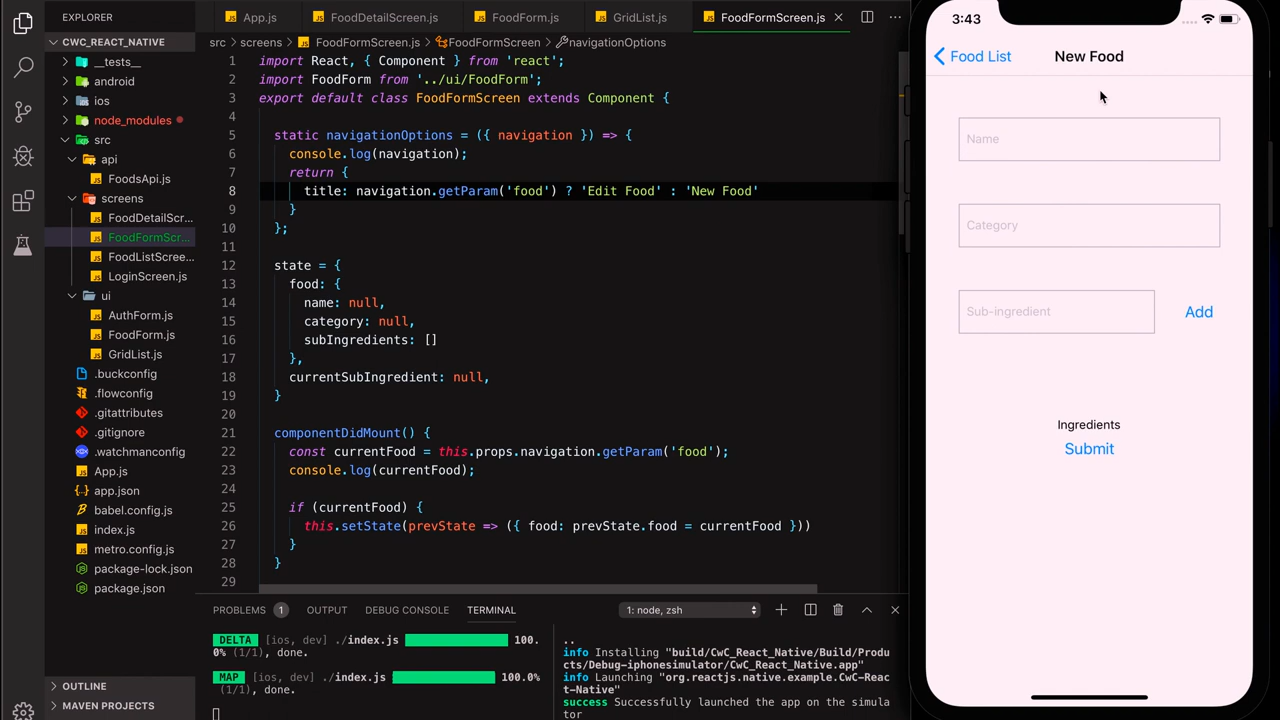 EXPLORER
CWC_REACT_NATIVE
__tests__
android
ios
node_modules
src
api
FoodsApi.js
screens
FoodDetailScr...
FoodFormScr...
FoodListScree...
LoginScreen.js
ui
AuthForm.js
FoodForm.js
GridList.js
.buckconfig
.flowconfig
.gitattributes
.gitignore
.watchmanconfig
App.js
app.json
babel.config.js
index.js
metro.config.js
package-lock.json
package.json
OUTLINE
MAVEN PROJECTS
App.js FoodDetailScreen.js FoodForm.js GridList.js FoodFormScreen.js
src > screens > FoodFormScreen.js > FoodFormScreen > navigationOptions
1 import React, { Component } from 'react';
2 import FoodForm from '../ui/FoodForm';
3 export default class FoodFormScreen extends Component {
4
5 static navigationOptions = ({ navigation }) => {
6 console.log(navigation);
7 return {
8 title: navigation.getParam('food') ? 'Edit Food' : 'New Food'
9 }
10 };
11
12 state = {
13 food: {
14 name: null,
15 category: null,
16 subIngredients: []
17 },
18 currentSubIngredient: null,
19 }
20
21 componentDidMount() {
22 const currentFood = this.props.navigation.getParam('food');
23 console.log(currentFood);
24
25 if (currentFood) {
26 this.setState(prevState => ({ food: prevState.food = currentFood }))
27 }
28 }
29
PROBLEMS 1 OUTPUT DEBUG CONSOLE TERMINAL 1: node, zsh
DELTA [ios, dev] ./index.js 100.
0% (1/1), done.
MAP [ios, dev] ./index.js 100.0%
(1/1), done.
..
info Installing "build/CwC_React_Native/Build/Produ
cts/Debug-iphonesimulator/CwC_React_Native.app"
info Launching "org.reactjs.native.example.CwC-Reac
t-Native"
success Successfully launched the app on the simula
tor
3:43
Food List New Food
Name
Category
Sub-ingredient Add
Ingredients
Submit